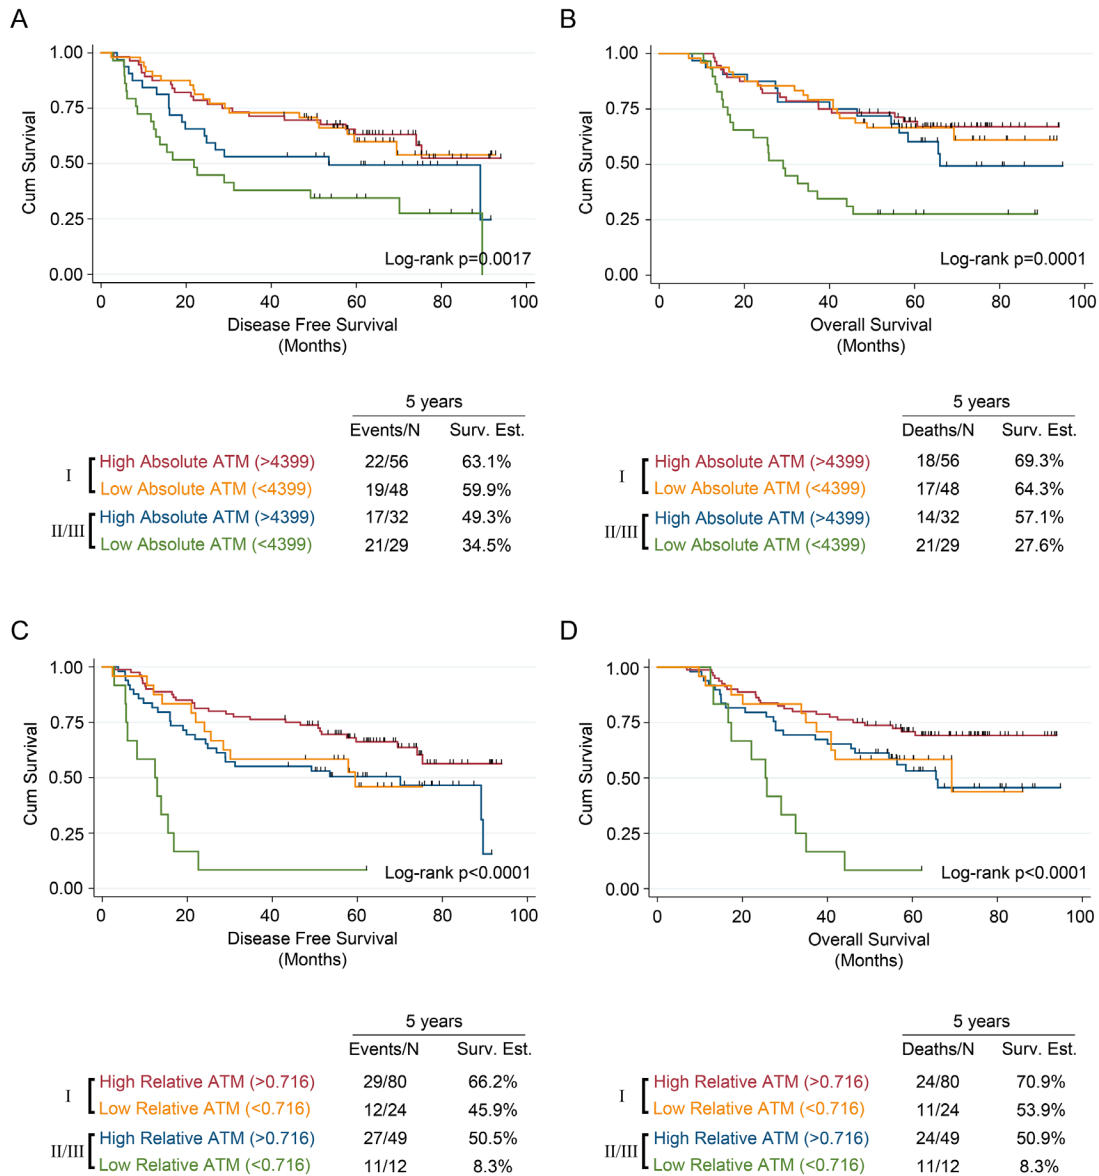 A
1.00
0.75
0.50
0.25
0.00
Cum Survival
Log-rank p=0.0017
0 20 40 60 80 100
Disease Free Survival
(Months)
5 years
Events/N Surv. Est.
I
High Absolute ATM (>4399) 22/56 63.1%
Low Absolute ATM (<4399) 19/48 59.9%
II/III
High Absolute ATM (>4399) 17/32 49.3%
Low Absolute ATM (<4399) 21/29 34.5%
B
1.00
0.75
0.50
0.25
0.00
Cum Survival
Log-rank p=0.0001
0 20 40 60 80 100
Overall Survival
(Months)
5 years
Deaths/N Surv. Est.
I
High Absolute ATM (>4399) 18/56 69.3%
Low Absolute ATM (<4399) 17/48 64.3%
II/III
High Absolute ATM (>4399) 14/32 57.1%
Low Absolute ATM (<4399) 21/29 27.6%
C
1.00
0.75
0.50
0.25
0.00
Cum Survival
Log-rank p<0.0001
0 20 40 60 80 100
Disease Free Survival
(Months)
5 years
Events/N Surv. Est.
I
High Relative ATM (>0.716) 29/80 66.2%
Low Relative ATM (<0.716) 12/24 45.9%
II/III
High Relative ATM (>0.716) 27/49 50.5%
Low Relative ATM (<0.716) 11/12 8.3%
D
1.00
0.75
0.50
0.25
0.00
Cum Survival
Log-rank p<0.0001
0 20 40 60 80 100
Overall Survival
(Months)
5 years
Deaths/N Surv. Est.
I
High Relative ATM (>0.716) 24/80 70.9%
Low Relative ATM (<0.716) 11/24 53.9%
II/III
High Relative ATM (>0.716) 24/49 50.9%
Low Relative ATM (<0.716) 11/12 8.3%